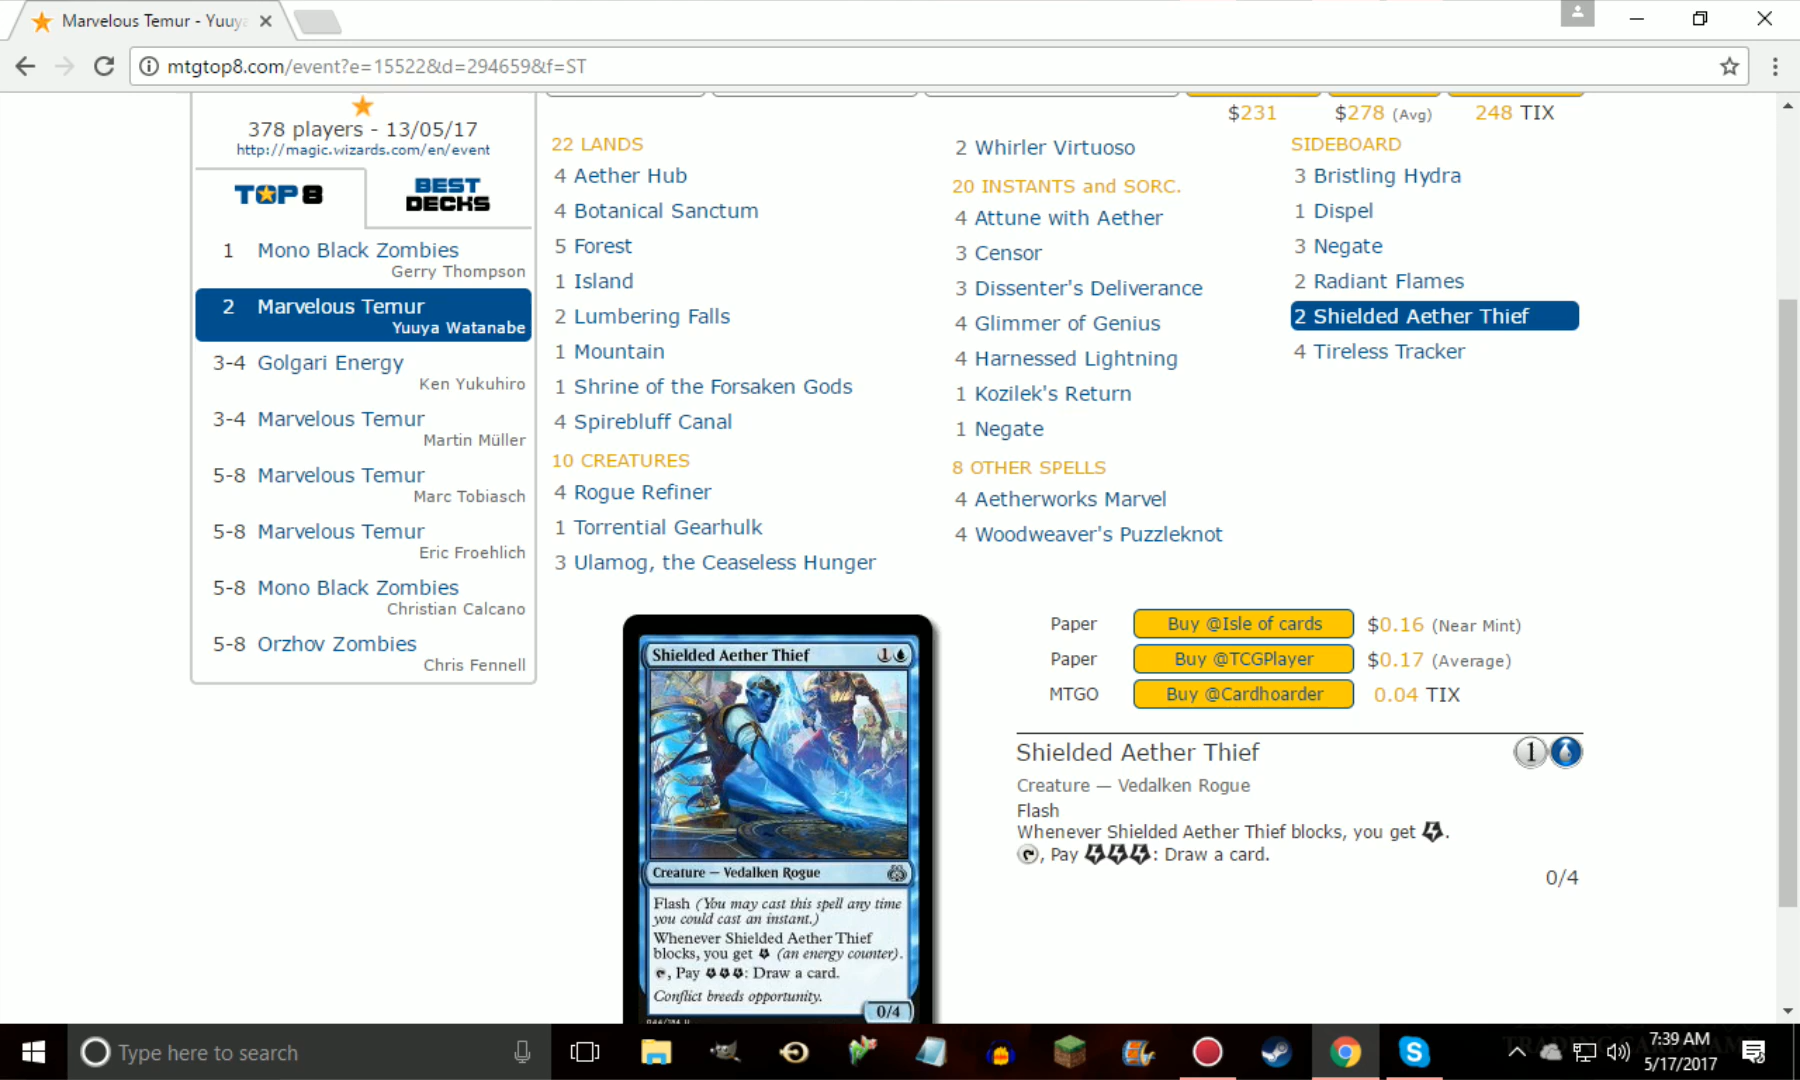 Marvelous Temur - Yuuya
mtgtop8.com/event?e=15522&d=294659&f=ST
378 players - 13/05/17
http://magic.wizards.com/en/event
TOP 8
BEST DECKS
1 Mono Black Zombies
Gerry Thompson
2 Marvelous Temur
Yuuya Watanabe
3-4 Golgari Energy
Ken Yukuhiro
3-4 Marvelous Temur
Martin Müller
5-8 Marvelous Temur
Marc Tobiasch
5-8 Marvelous Temur
Eric Froehlich
5-8 Mono Black Zombies
Christian Calcano
5-8 Orzhov Zombies
Chris Fennell
$231 $278 (Avg) 248 TIX
22 LANDS
4 Aether Hub
4 Botanical Sanctum
5 Forest
1 Island
2 Lumbering Falls
1 Mountain
1 Shrine of the Forsaken Gods
4 Spirebluff Canal
10 CREATURES
4 Rogue Refiner
1 Torrential Gearhulk
3 Ulamog, the Ceaseless Hunger
2 Whirler Virtuoso
20 INSTANTS and SORC.
4 Attune with Aether
3 Censor
3 Dissenter's Deliverance
4 Glimmer of Genius
4 Harnessed Lightning
1 Kozilek's Return
1 Negate
8 OTHER SPELLS
4 Aetherworks Marvel
4 Woodweaver's Puzzleknot
SIDEBOARD
3 Bristling Hydra
1 Dispel
3 Negate
2 Radiant Flames
2 Shielded Aether Thief
4 Tireless Tracker
Shielded Aether Thief 1
Creature — Vedalken Rogue
Flash (You may cast this spell any time
you could cast an instant.)
Whenever Shielded Aether Thief
blocks, you get (an energy counter).
, Pay : Draw a card.
Conflict breeds opportunity.
0/4
Paper Buy @Isle of cards $0.16 (Near Mint)
Paper Buy @TCGPlayer $0.17 (Average)
MTGO Buy @Cardhoarder 0.04 TIX
Shielded Aether Thief 1
Creature — Vedalken Rogue
Flash
Whenever Shielded Aether Thief blocks, you get .
, Pay : Draw a card.
0/4
Type here to search
7:39 AM
5/17/2017